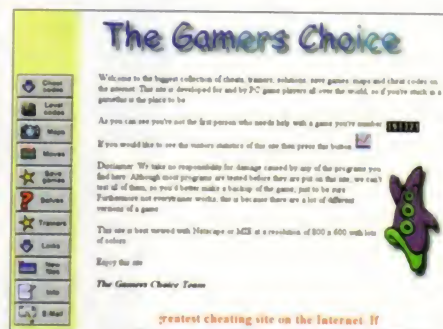 The Gamers Choice
Cheat codes
Level codes
Maps
Movies
Save games
Solves
Trainers
Links
New files
Info
E-Mail
Welcome to the biggest collection of cheats, trainers, solutions, save games, maps and cheat codes on
the internet. This site is developed for and by PC game players all over the world, so if you're stuck in a
game this is the place to be
As you can see you're not the first person who needs help with a game you're number
If you would like to see the visitors statistics of the site then press this button
Disclaimer: We take no responsibility for damage caused by any of the programs you
find here. Although most programs are tested before they are put on this site, we can't
test all of them, so you'd better make a backup of the game, just to be sure
Furthermore not every trainer works, this is because there are a lot of different
versions of a game
This site is best viewed with Netscape or MIE at a resolution of 800 x 600 with lots
of colors
Enjoy this site
The Gamers Choice Team
greatest cheating site on the Internet. If